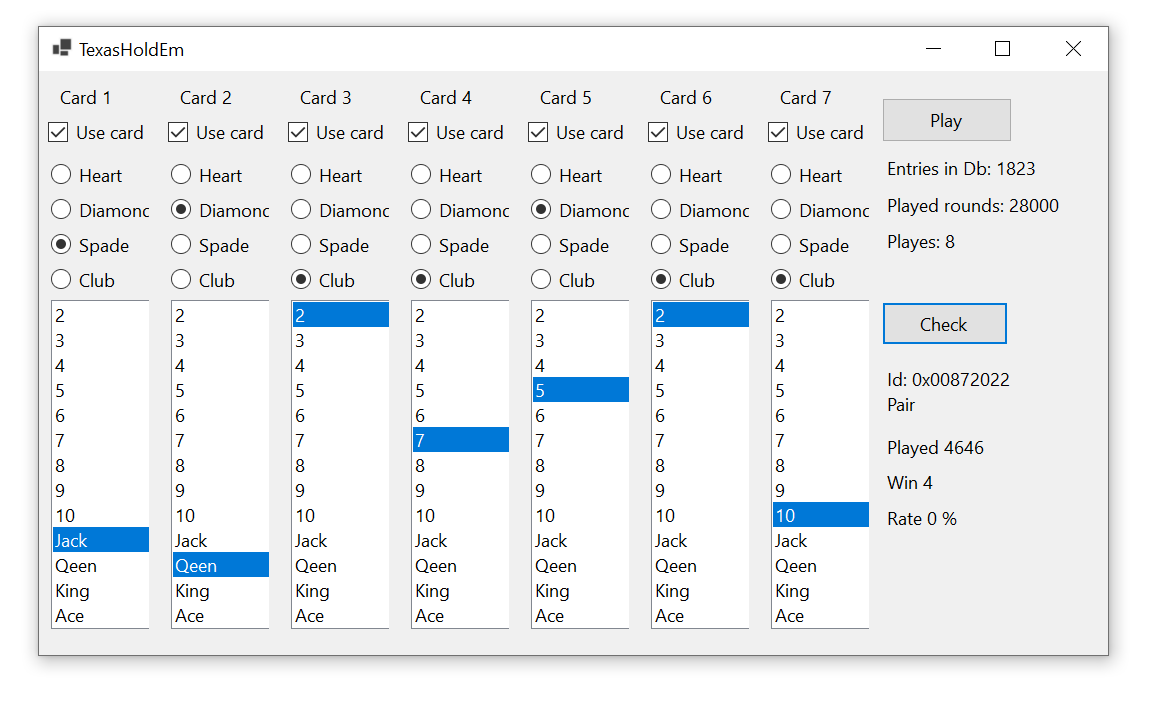 TexasHoldEm
Card 1 Card 2 Card 3 Card 4 Card 5 Card 6 Card 7
Use card Use card Use card Use card Use card Use card Use card
Heart Heart Heart Heart Heart Heart Heart
Diamonc Diamonc Diamonc Diamonc Diamonc Diamonc Diamonc
Spade Spade Spade Spade Spade Spade Spade
Club Club Club Club Club Club Club
2 2 2 2 2 2 2
3 3 3 3 3 3 3
4 4 4 4 4 4 4
5 5 5 5 5 5 5
6 6 6 6 6 6 6
7 7 7 7 7 7 7
8 8 8 8 8 8 8
9 9 9 9 9 9 9
10 10 10 10 10 10 10
Jack Jack Jack Jack Jack Jack Jack
Qeen Qeen Qeen Qeen Qeen Qeen Qeen
King King King King King King King
Ace Ace Ace Ace Ace Ace Ace
Play
Entries in Db: 1823
Played rounds: 28000
Playes: 8
Check
Id: 0x00872022
Pair
Played 4646
Win 4
Rate 0 %